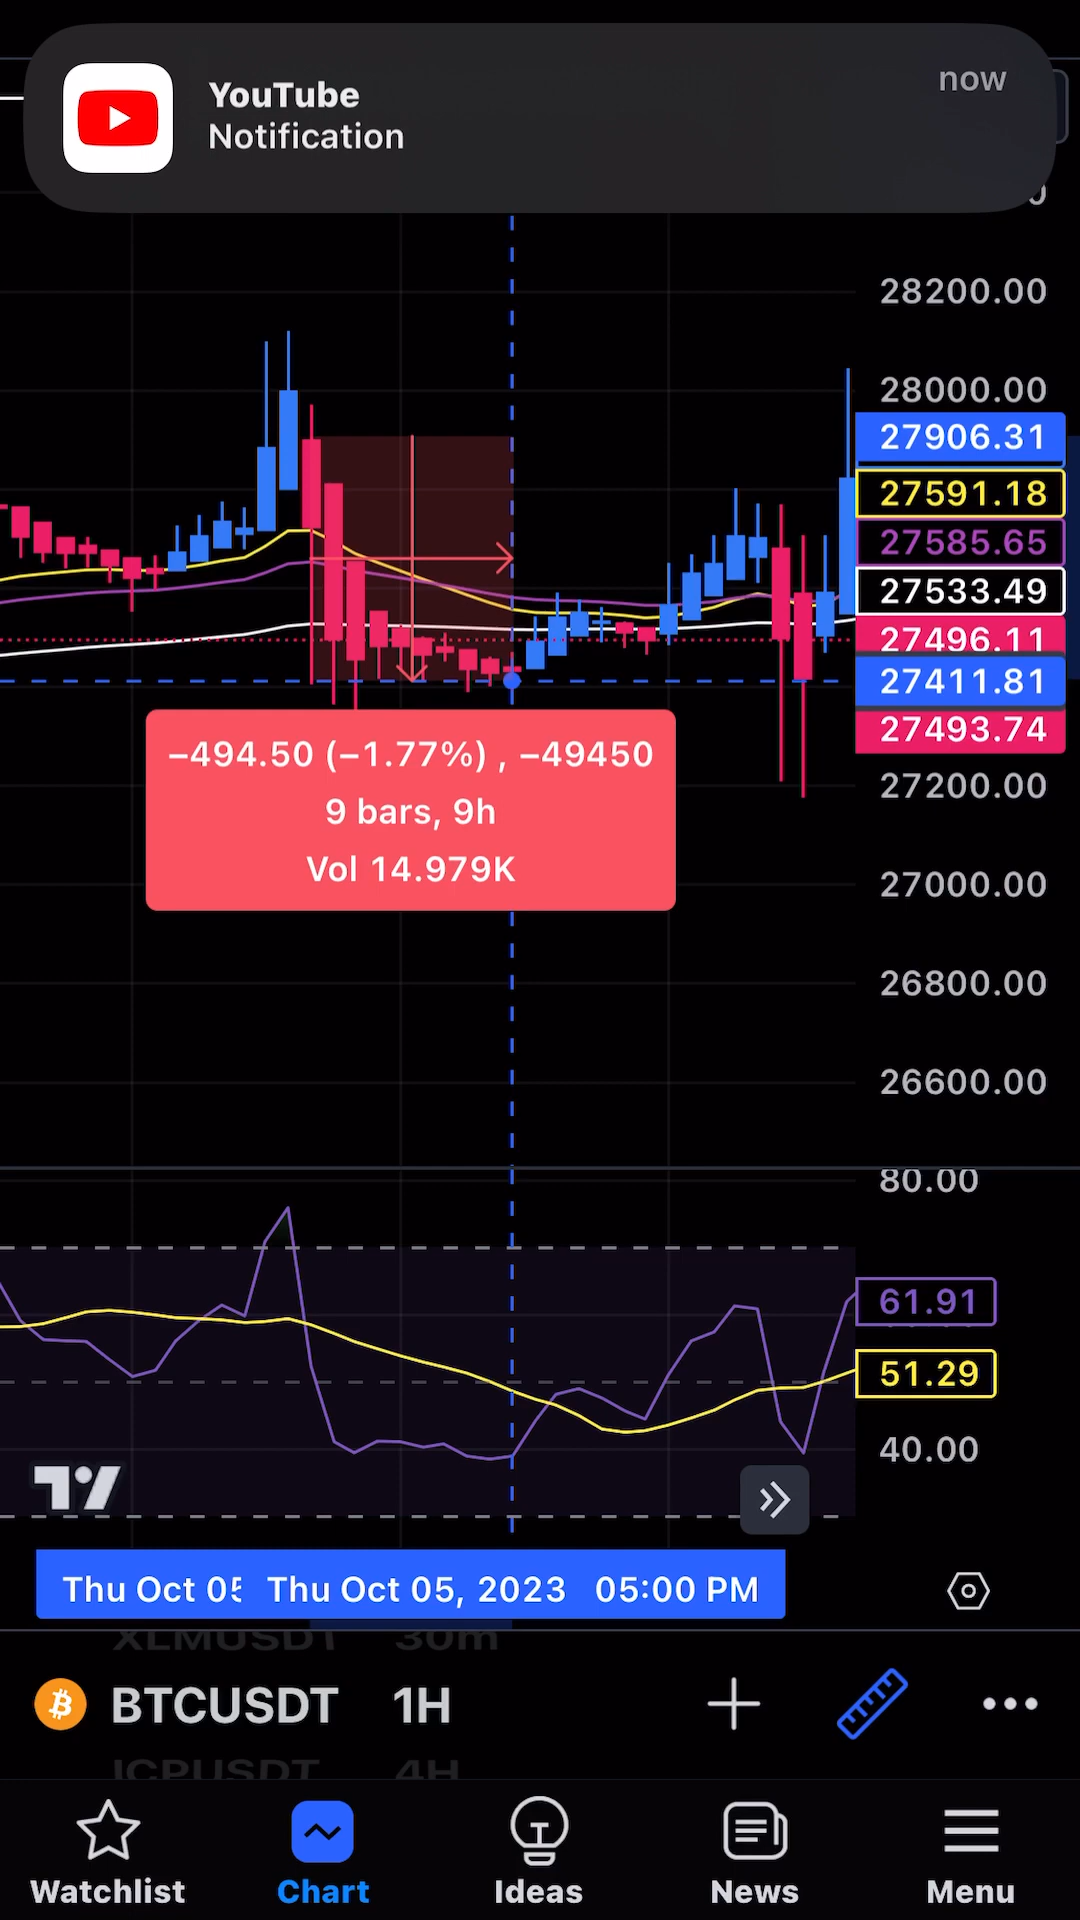 YouTube
now
Notification
28200.00
28000.00
27906.31
27591.18
27585.65
27533.49
27496.11
27411.81
27493.74
−494.50 (−1.77%) , −49450
9 bars, 9h
Vol 14.979K
27200.00
27000.00
26800.00
26600.00
80.00
61.91
51.29
40.00
Thu Oct 05 Thu Oct 05, 2023 05:00 PM
XLMUSDT 30m
BTCUSDT 1H
ICPUSDT 4H
Watchlist Chart Ideas News Menu